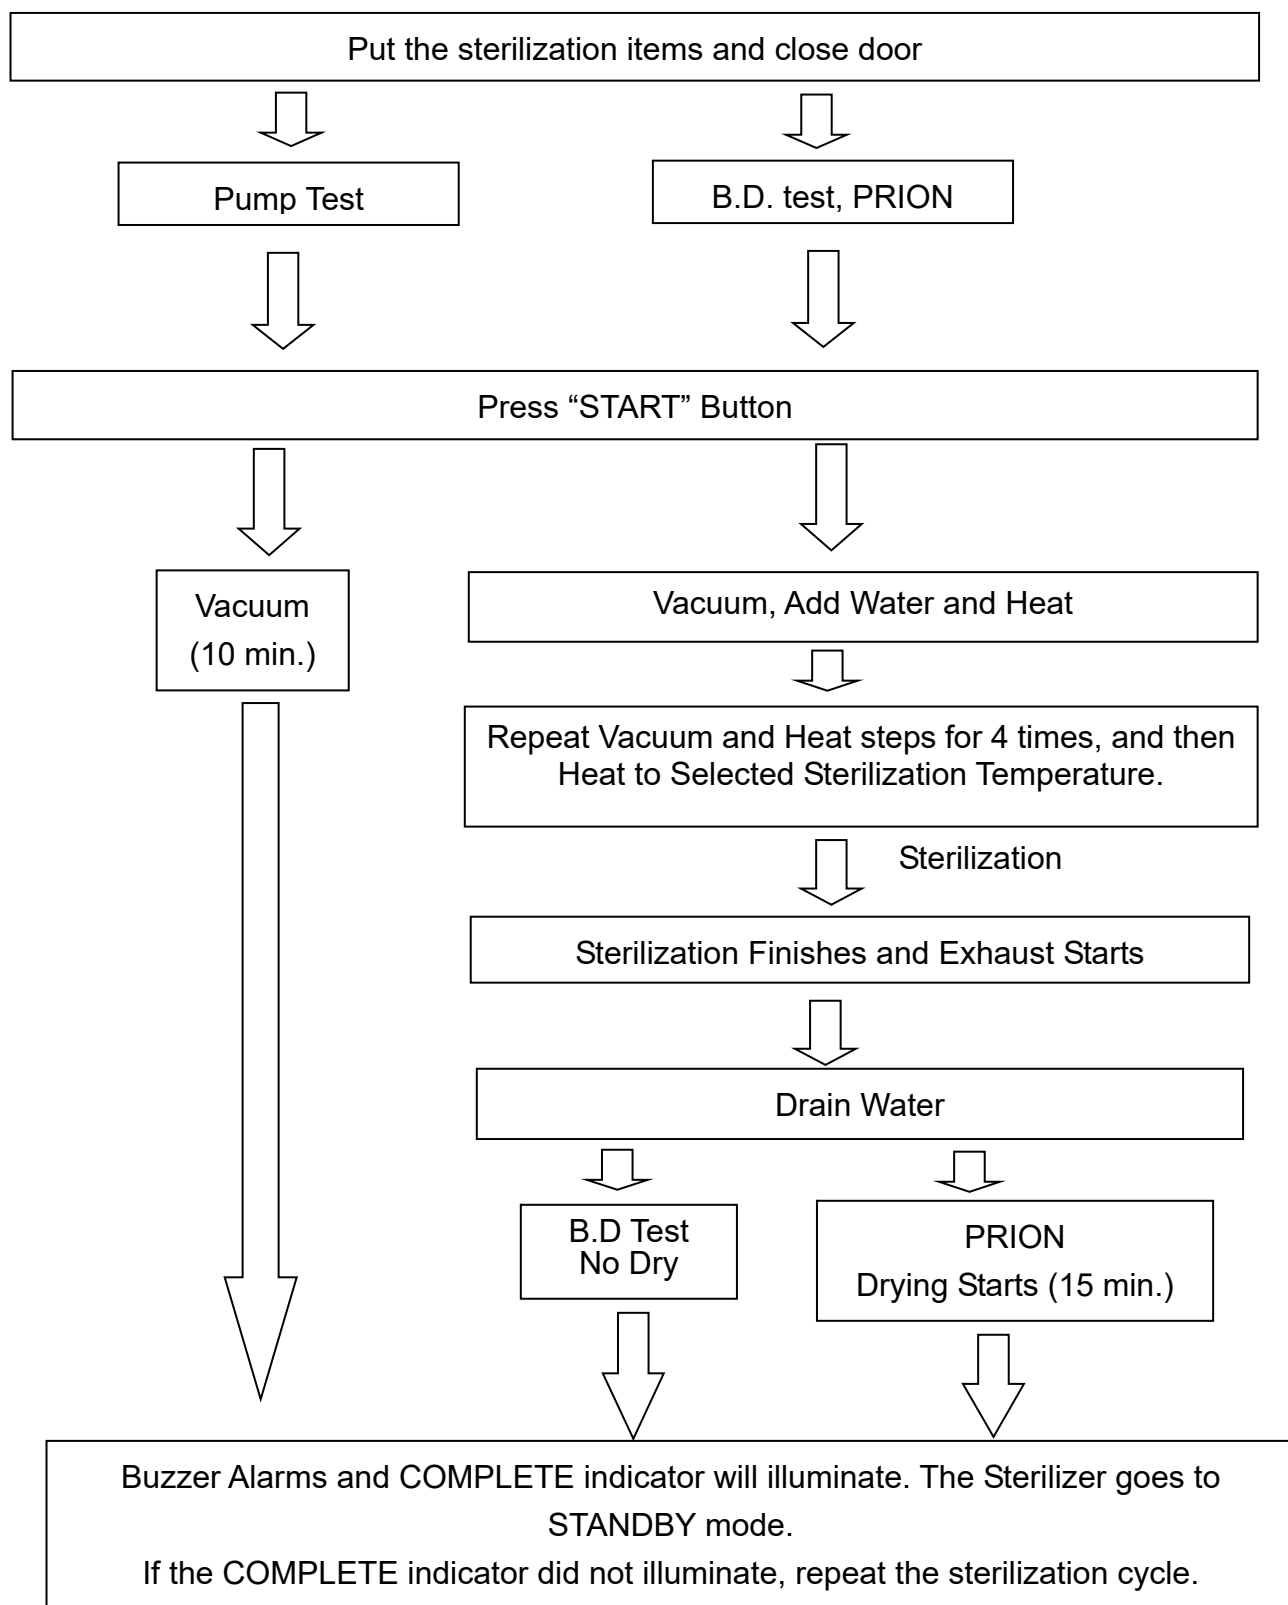 Put the sterilization items and close door
Pump Test
B.D. test, PRION
Press “START” Button
Vacuum
(10 min.)
Vacuum, Add Water and Heat
Repeat Vacuum and Heat steps for 4 times, and then
Heat to Selected Sterilization Temperature.
Sterilization
Sterilization Finishes and Exhaust Starts
Drain Water
B.D Test
No Dry
PRION
Drying Starts (15 min.)
Buzzer Alarms and COMPLETE indicator will illuminate. The Sterilizer goes to
STANDBY mode.
If the COMPLETE indicator did not illuminate, repeat the sterilization cycle.